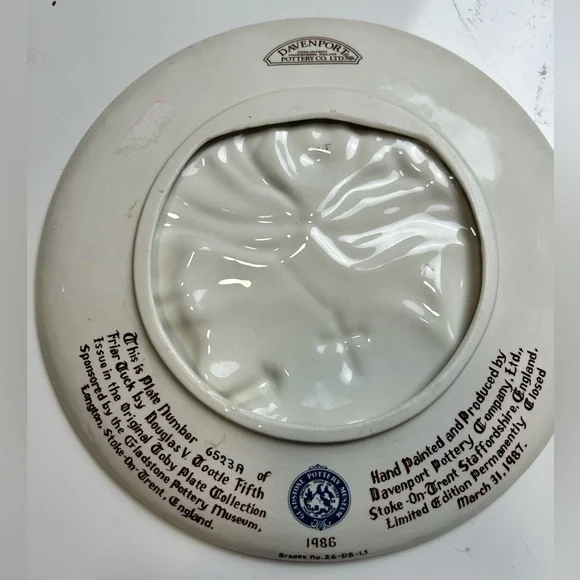 DAVENPORT
POTTERY CO. LTD.
This is Plate Number 6523A of
Friar Tuck by Douglas V. Tootle Fifth
Issue in the Original Toby Plate Collection
Sponsored by the Gladstone Pottery Museum,
Longton, Stoke-On-Trent, England.
GLADSTONE POTTERY MUSEUM
1986
Bradex No. 26-D8-1.5
Hand Painted and Produced by
Davenport Pottery Company, Ltd.,
Stoke-On-Trent Staffordshire, England.
Limited Edition Permanently Closed
March 31, 1987.